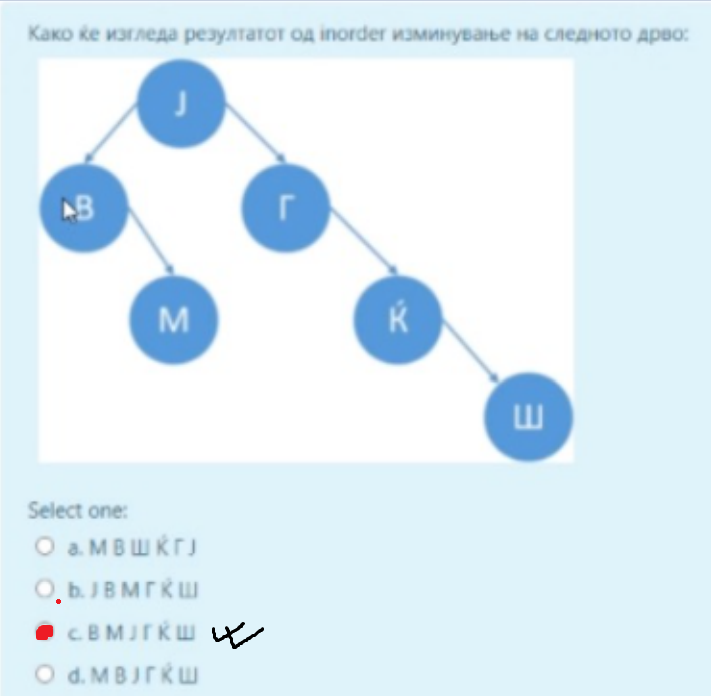 Како ќе изгледа резултатот од inorder изминување на следното дрво:
Ј
В
Г
М
Ќ
Ш
Select one:
a. М В Ш Ќ Г Ј
b. Ј В М Г Ќ Ш
c. В М Ј Г Ќ Ш
d. М В Ј Г Ќ Ш